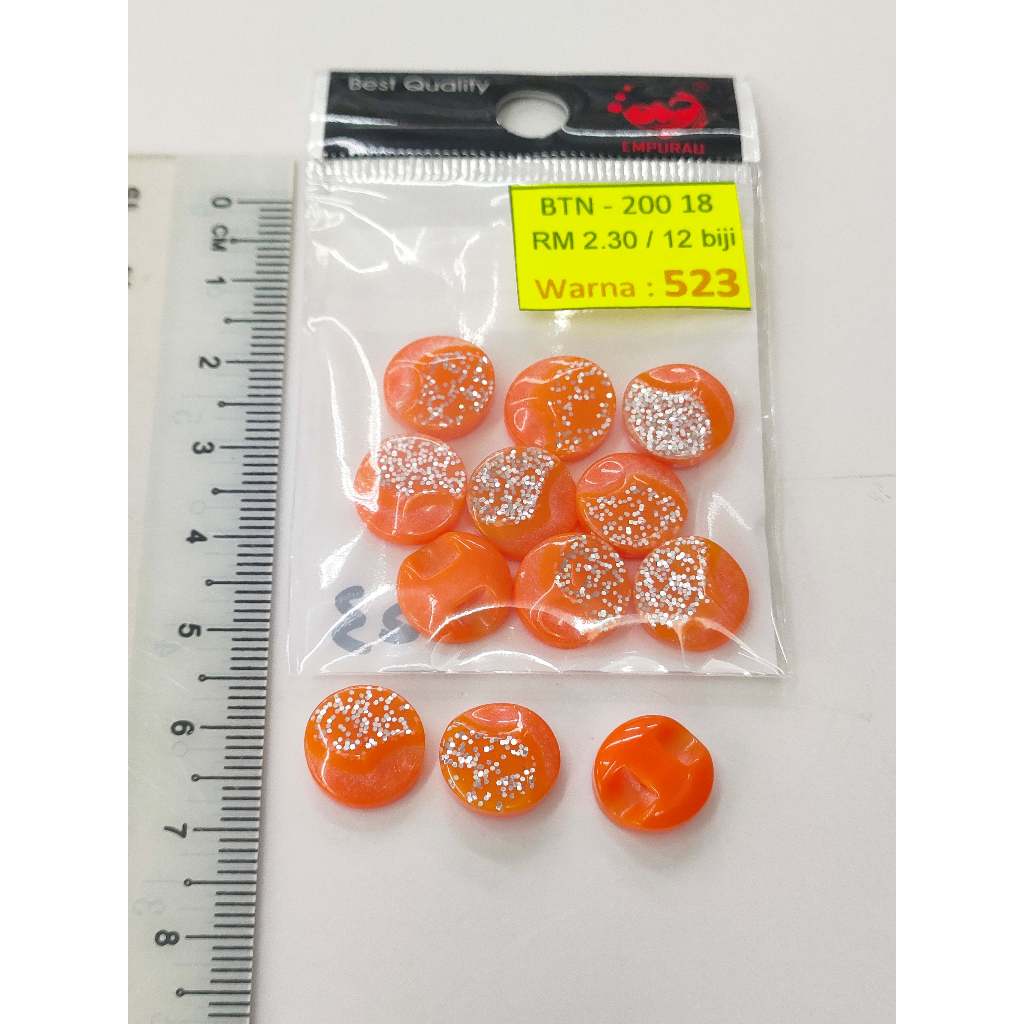 Best Quality
EMPURAU
BTN - 200 18
RM 2.30 / 12 biji
Warna : 523
0 CM
1
2
3
4
5
6
7
8